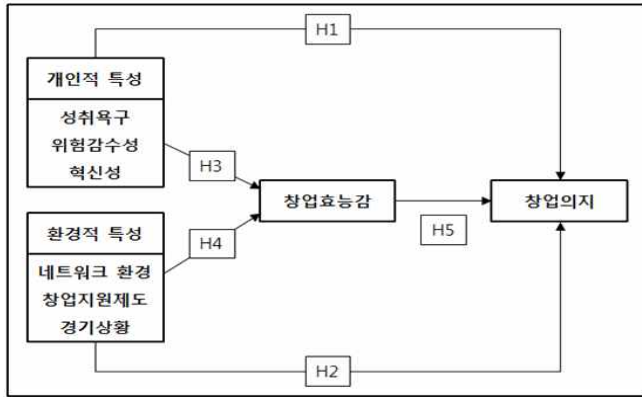 H1
개인적 특성
성취욕구
위험감수성
혁신성
H3
창업효능감
창업의지
H5
환경적 특성
H4
네트워크 환경
창업지원제도
경기상황
H2